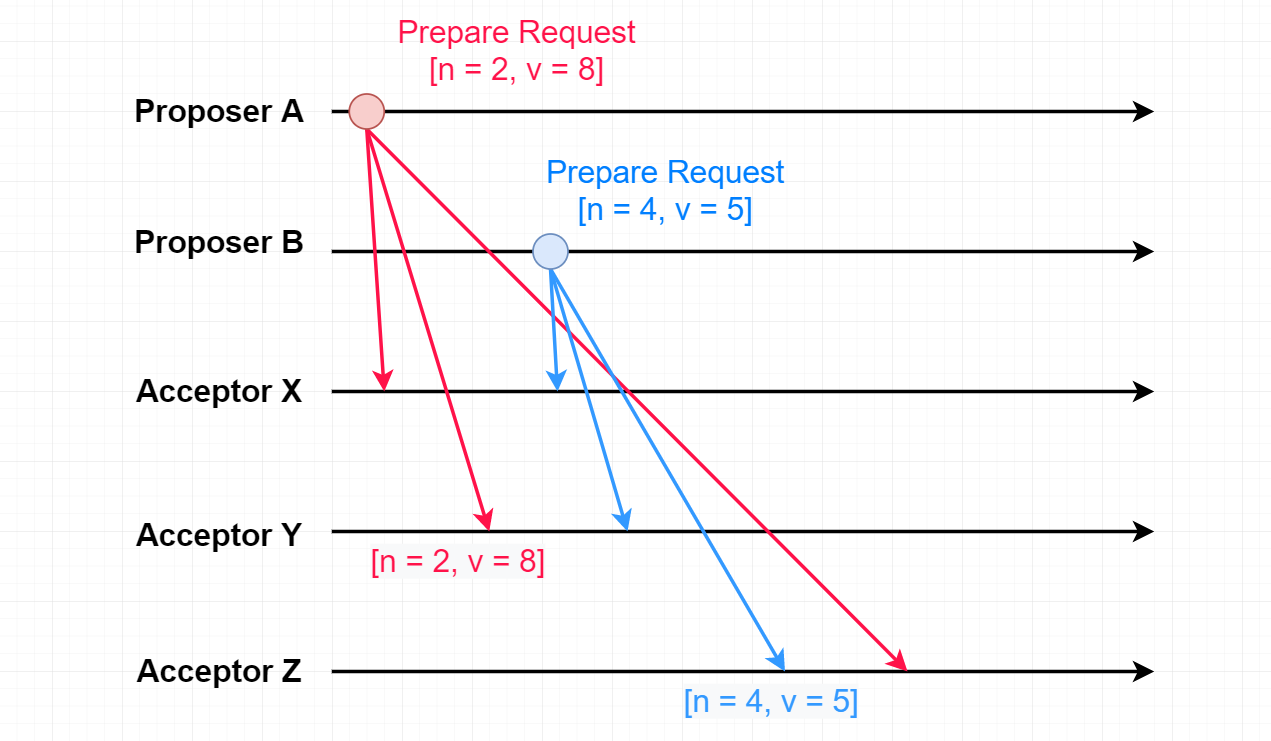 Prepare Request
[n = 2, v = 8]
Proposer A
Prepare Request
[n = 4, v = 5]
Proposer B
Acceptor X
Acceptor Y
[n = 2, v = 8]
Acceptor Z
[n = 4, v = 5]